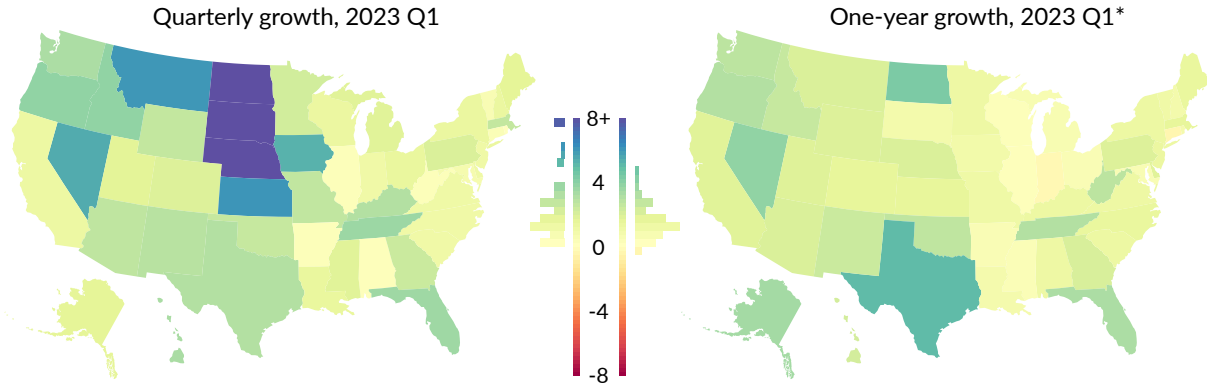 Quarterly growth, 2023 Q1
One-year growth, 2023 Q1*
8+
4
0
-4
-8